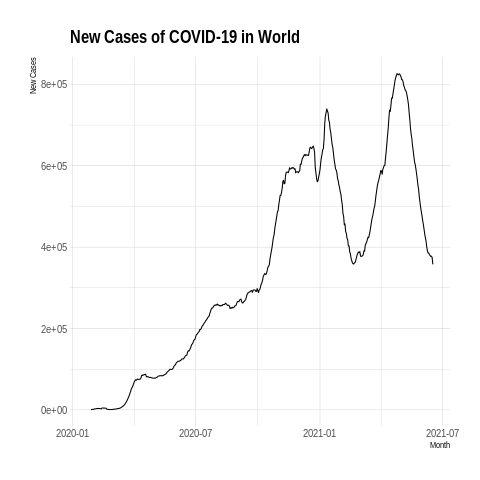 New Cases of COVID-19 in World
New Cases
8e+05
6e+05
4e+05
2e+05
0e+00
2020-01
2020-07
2021-01
2021-07
Month